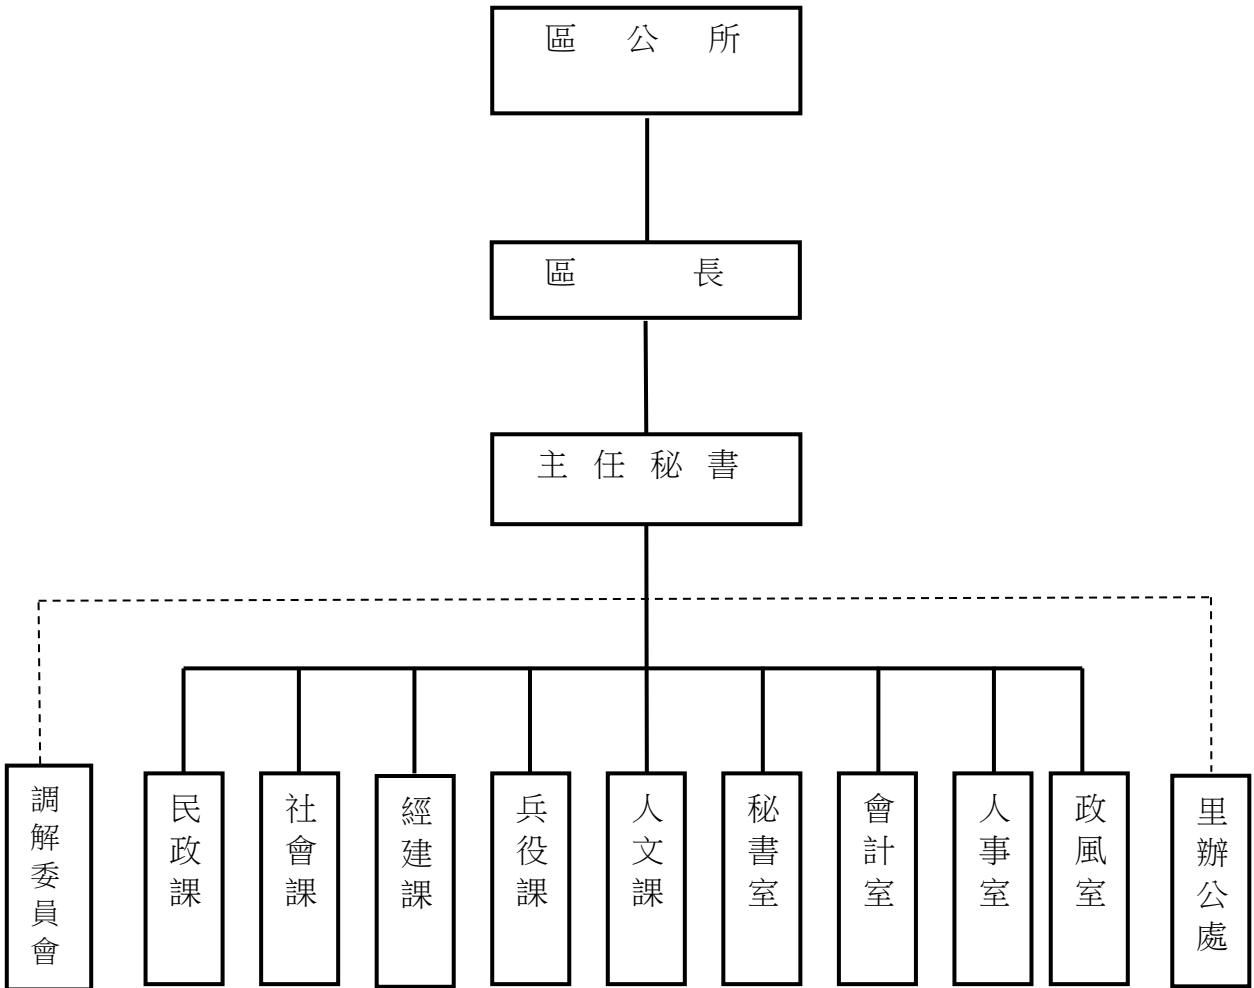 區公所
區長
主任秘書
調解委員會
民政課
社會課
經建課
兵役課
人文課
秘書室
會計室
人事室
政風室
里辦公處